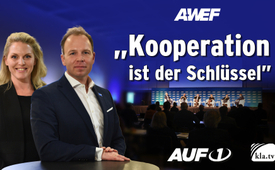 AWEF
„Kooperation
ist der Schlüssel”
AUF1
kla.tv